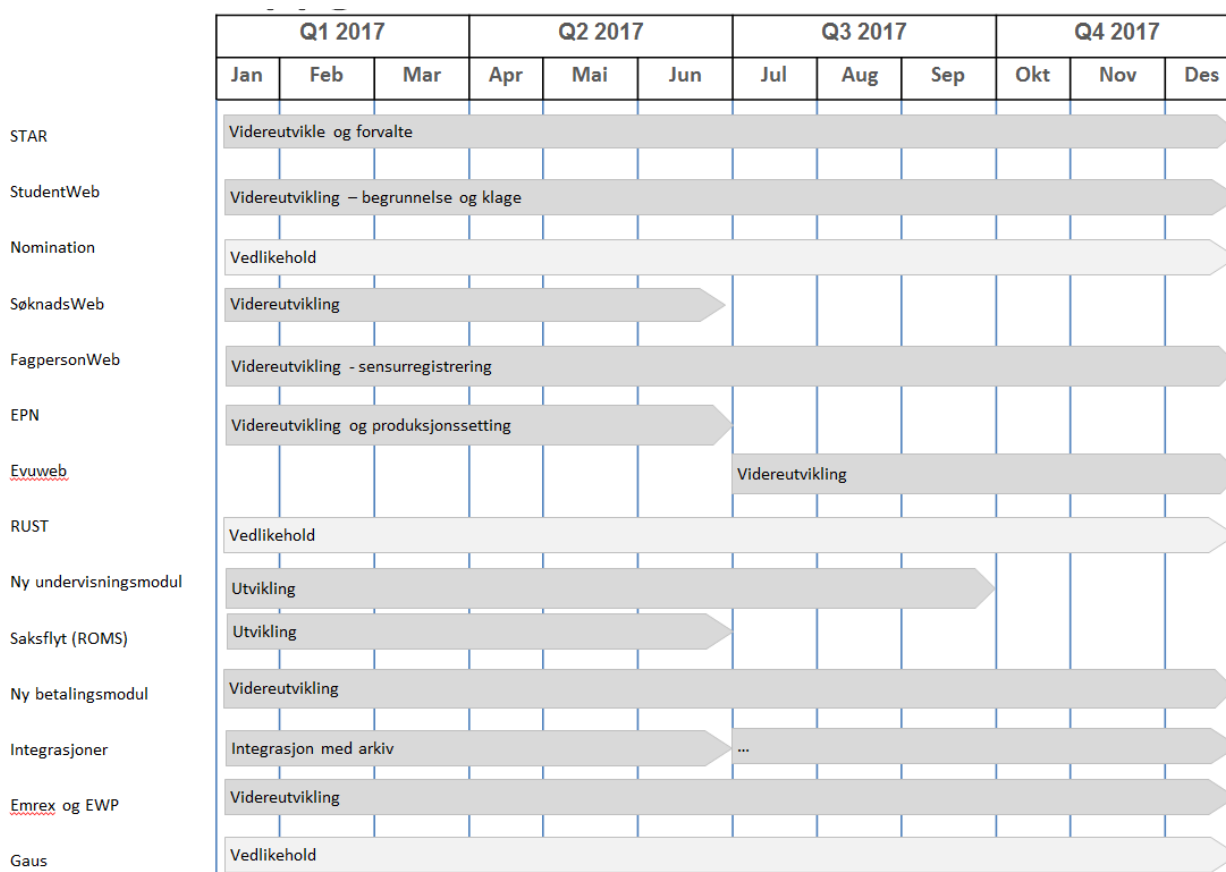 Q1 2017 Q2 2017 Q3 2017 Q4 2017
Jan Feb Mar Apr Mai Jun Jul Aug Sep Okt Nov Des
STAR Videreutvikle og forvalte
StudentWeb Videreutvikling – begrunnelse og klage
Nomination Vedlikehold
SøknadsWeb Videreutvikling
FagpersonWeb Videreutvikling - sensurregistrering
EPN Videreutvikling og produksjonssetting
Evuweb Videreutvikling
RUST Vedlikehold
Ny undervisningsmodul Utvikling
Saksflyt (ROMS) Utvikling
Ny betalingsmodul Videreutvikling
Integrasjoner Integrasjon med arkiv ...
Emrex og EWP Videreutvikling
Gaus Vedlikehold